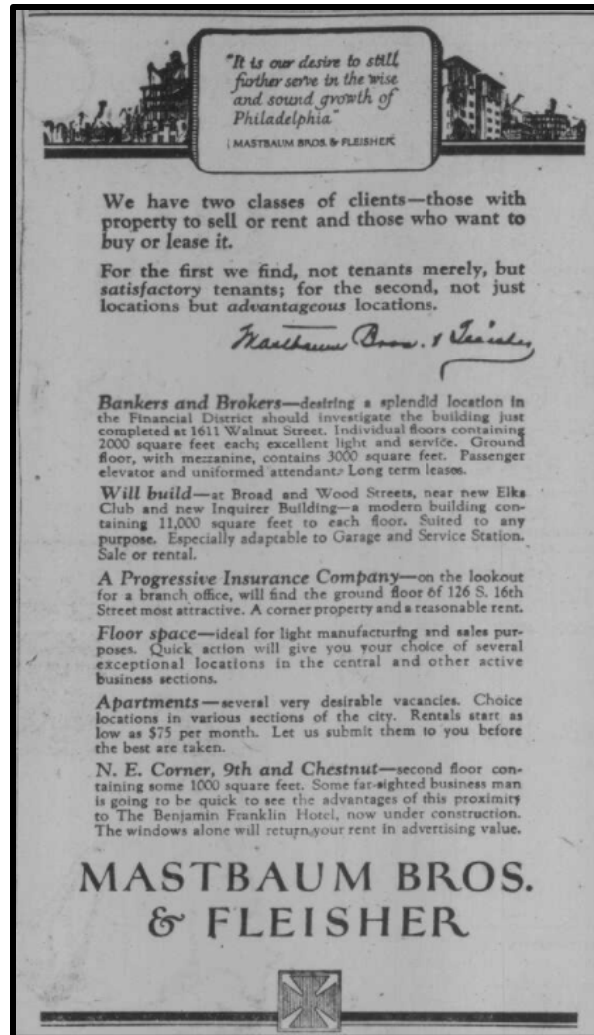 "It is our desire to still
further serve in the wise
and sound growth of
Philadelphia"
MASTBAUM BROS. & FLEISHER
We have two classes of clients—those with
property to sell or rent and those who want to
buy or lease it.
For the first we find, not tenants merely, but
satisfactory tenants; for the second, not just
locations but advantageous locations.
Mastbaum Bros. & Fleisher
Bankers and Brokers—desiring a splendid location in
the Financial District should investigate the building just
completed at 1611 Walnut Street. Individual floors containing
2000 square feet each; excellent light and service. Ground
floor, with mezzanine, contains 3000 square feet. Passenger
elevator and uniformed attendant. Long term leases.
Will build—at Broad and Wood Streets, near new Elks
Club and new Inquirer Building—a modern building con-
taining 11,000 square feet to each floor. Suited to any
purpose. Especially adaptable to Garage and Service Station.
Sale or rental.
A Progressive Insurance Company—on the lookout
for a branch office, will find the ground floor of 126 S. 16th
Street most attractive. A corner property and a reasonable rent.
Floor space—ideal for light manufacturing and sales pur-
poses. Quick action will give you your choice of several
exceptional locations in the central and other active
business sections.
Apartments—several very desirable vacancies. Choice
locations in various sections of the city. Rentals start as
low as $75 per month. Let us submit them to you before
the best are taken.
N. E. Corner, 9th and Chestnut—second floor con-
taining some 1000 square feet. Some far-sighted business man
is going to be quick to see the advantages of this proximity
to The Benjamin Franklin Hotel, now under construction.
The windows alone will return your rent in advertising value.
MASTBAUM BROS.
& FLEISHER